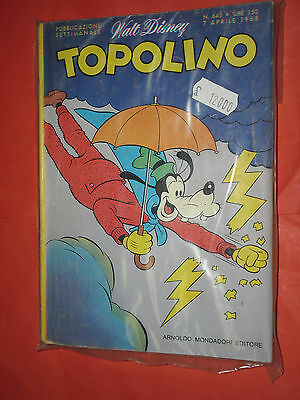 PUBBLICAZIONE
SETTIMANALE
Walt Disney
N. 645 • LIRE 150
7 APRILE 1968
TOPOLINO
£ 12000
ARNOLDO MONDADORI EDITORE